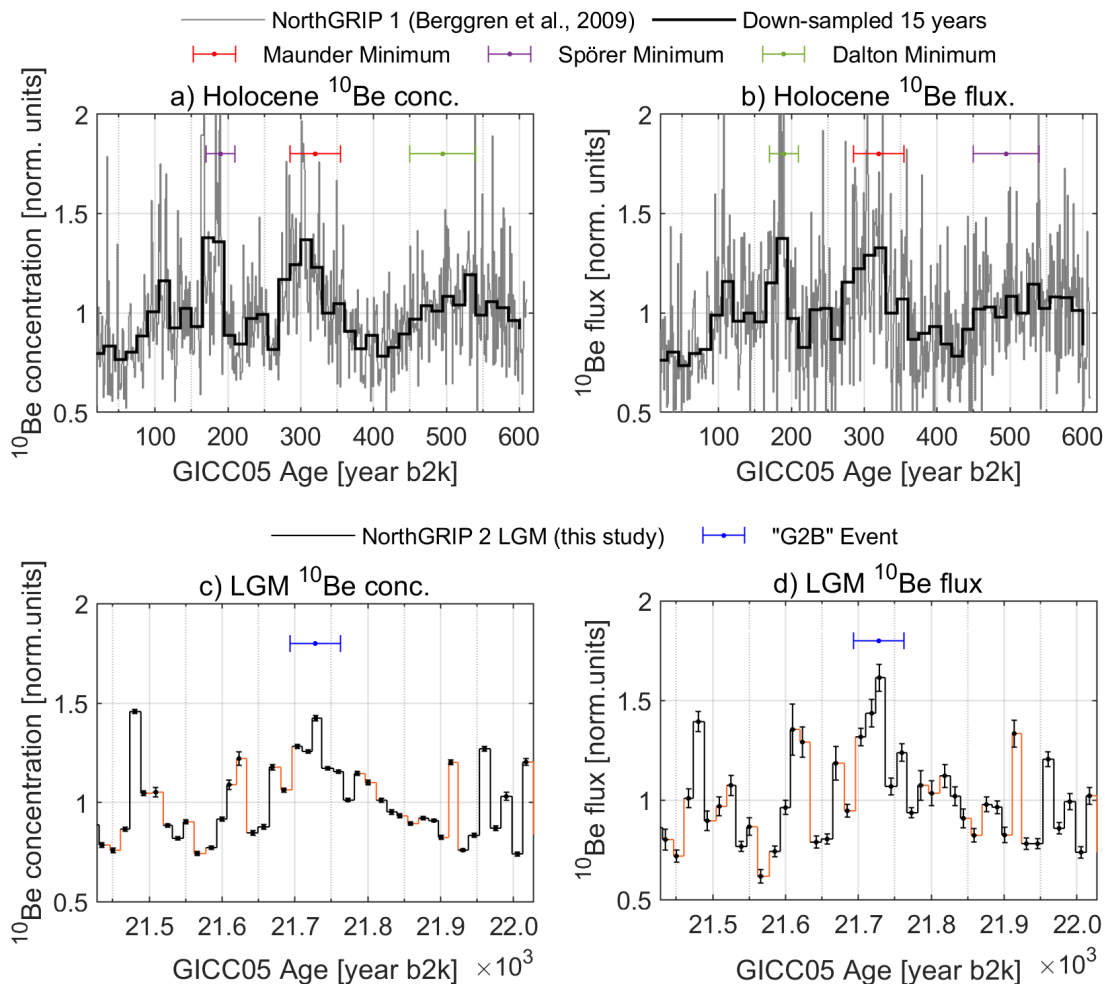 NorthGRIP 1 (Berggren et al., 2009) Down-sampled 15 years
Maunder Minimum Spörer Minimum Dalton Minimum
a) Holocene ¹⁰Be conc.
¹⁰Be concentration [norm. units]
2
1.5
1
0.5
100 200 300 400 500 600
GICC05 Age [year b2k]
b) Holocene ¹⁰Be flux.
¹⁰Be flux [norm. units]
2
1.5
1
0.5
100 200 300 400 500 600
GICC05 Age [year b2k]
NorthGRIP 2 LGM (this study) "G2B" Event
c) LGM ¹⁰Be conc.
¹⁰Be concentration [norm.units]
2
1.5
1
0.5
21.5 21.6 21.7 21.8 21.9 22.0
GICC05 Age [year b2k] ×10³
d) LGM ¹⁰Be flux
¹⁰Be flux [norm.units]
2
1.5
1
0.5
21.5 21.6 21.7 21.8 21.9 22.0
GICC05 Age [year b2k] ×10³